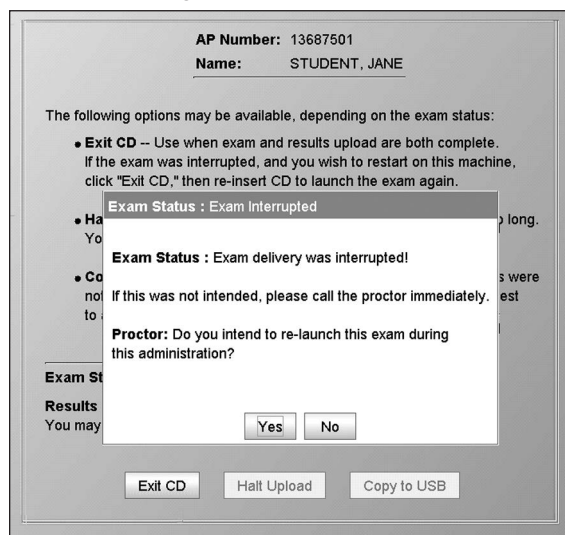 AP Number: 13687501
Name: STUDENT, JANE
The following options may be available, depending on the exam status:
• Exit CD -- Use when exam and results upload are both complete.
If the exam was interrupted, and you wish to restart on this machine,
click "Exit CD," then re-insert CD to launch the exam again.
• Ha
long.
Yo
• Co
s were
not
est
to
Exam Status : Exam Interrupted
Exam Status : Exam delivery was interrupted!
If this was not intended, please call the proctor immediately.
Proctor: Do you intend to re-launch this exam during
this administration?
Yes No
Exam St
Results
You may
Exit CD Halt Upload Copy to USB